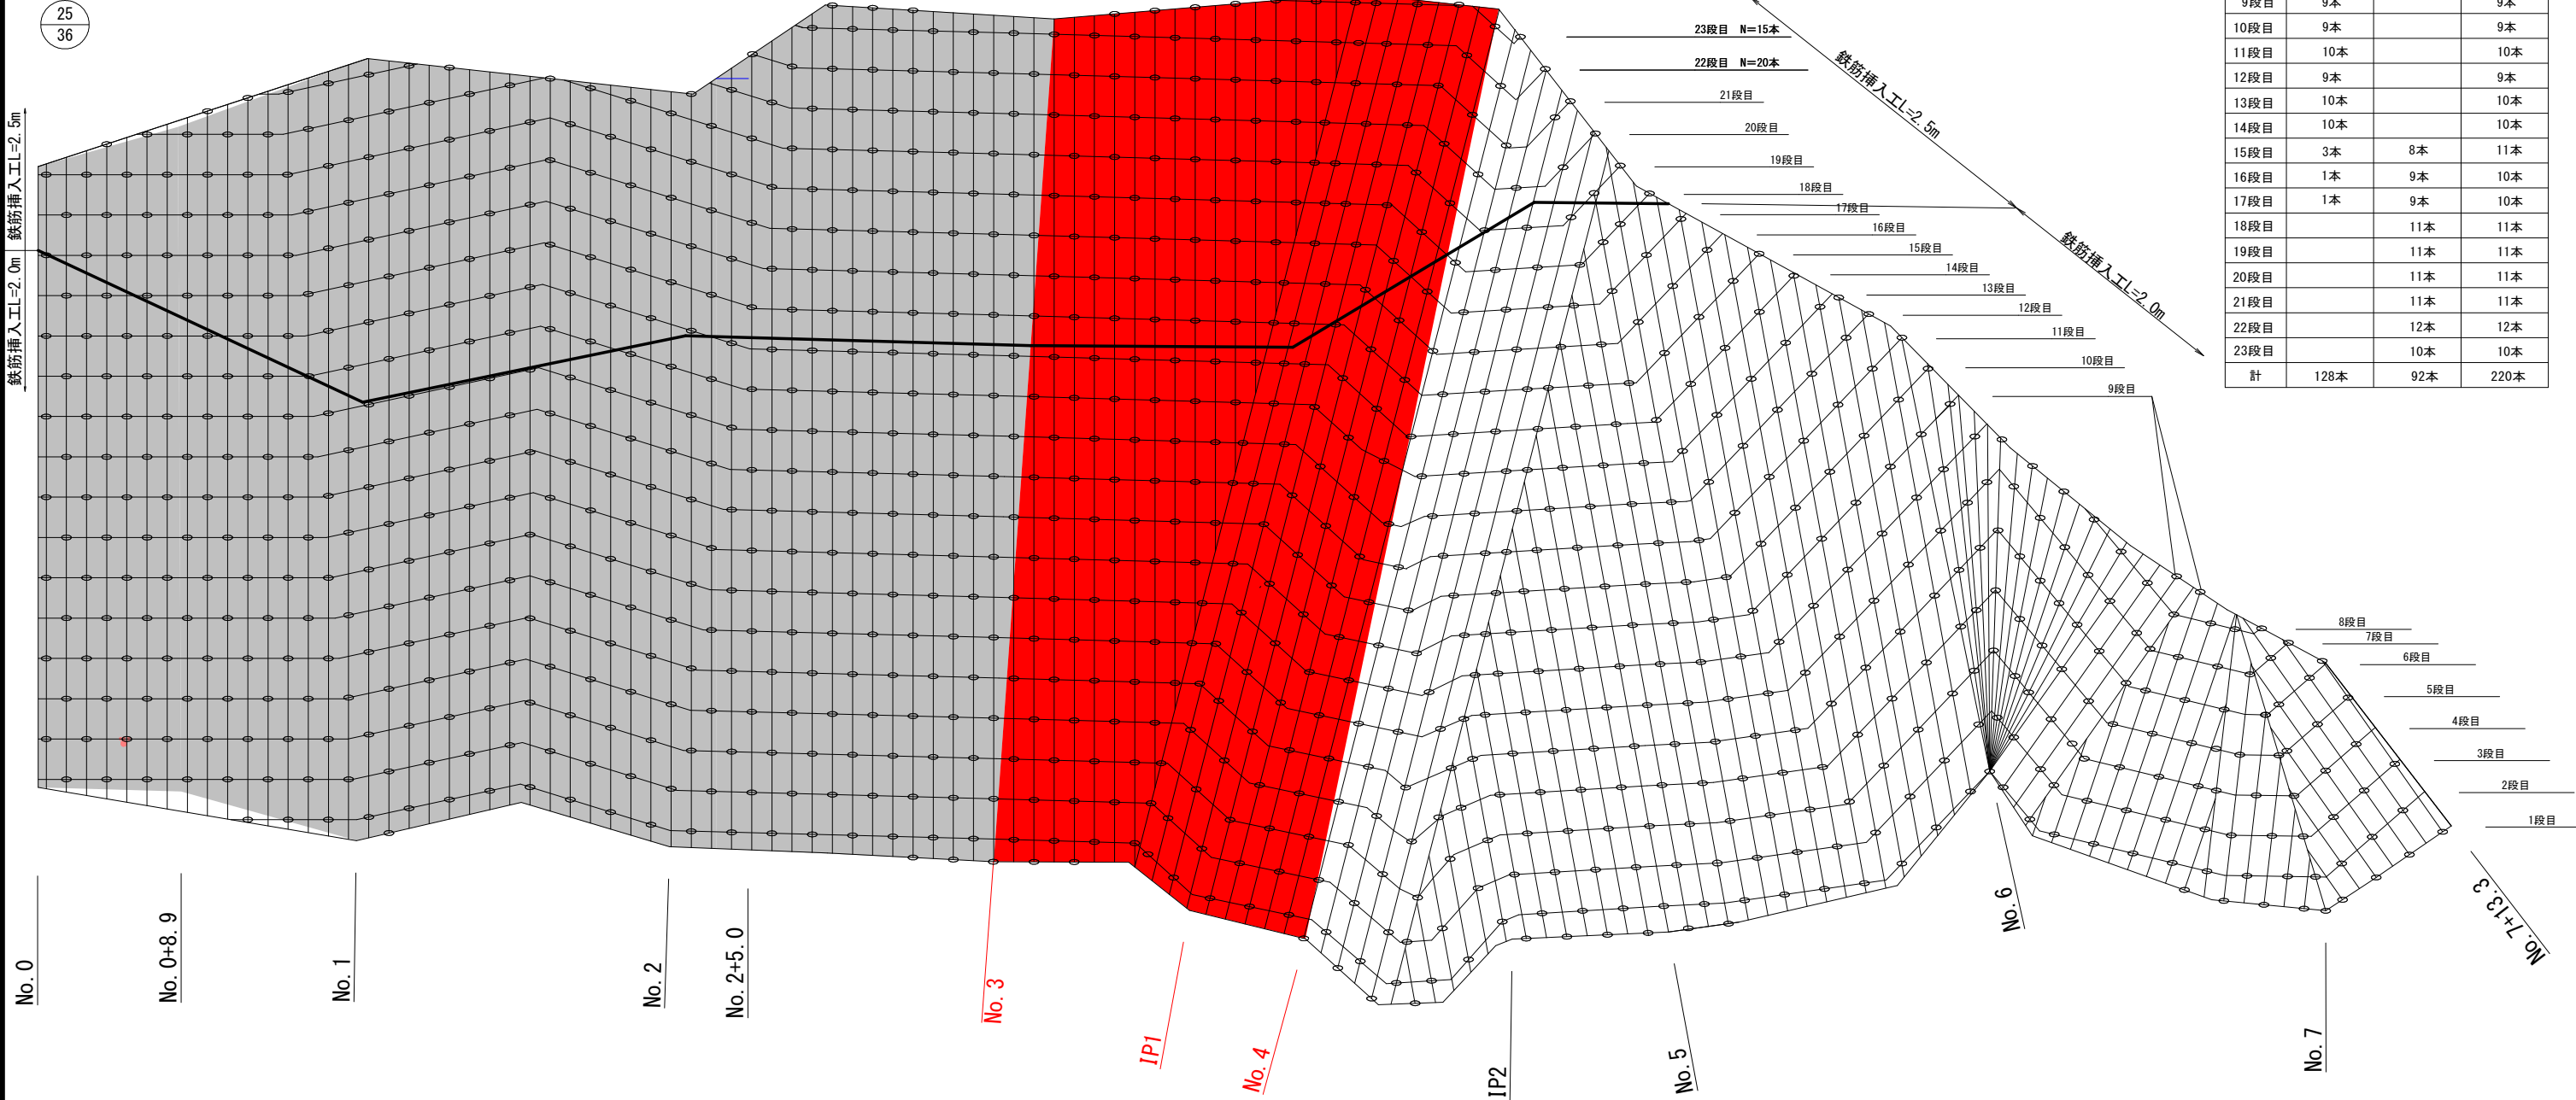 25
36
9段目 9本 9本
10段目 9本 9本
11段目 10本 10本
12段目 9本 9本
13段目 10本 10本
14段目 10本 10本
15段目 3本 8本 11本
16段目 1本 9本 10本
17段目 1本 9本 10本
18段目 11本 11本
19段目 11本 11本
20段目 11本 11本
21段目 11本 11本
22段目 12本 12本
23段目 10本 10本
計 128本 92本 220本
鉄筋挿入工L=2.5m
鉄筋挿入工L=2.0m
鉄筋挿入工L=2.5m
鉄筋挿入工L=2.0m
23段目 N=15本
22段目 N=20本
21段目
20段目
19段目
18段目
17段目
16段目
15段目
14段目
13段目
12段目
11段目
10段目
9段目
8段目
7段目
6段目
5段目
4段目
3段目
2段目
1段目
No.0
No.0+8.9
No.1
No.2
No.2+5.0
No.3
IP1
No.4
IP2
No.5
No.6
No.7
No.7+13.3